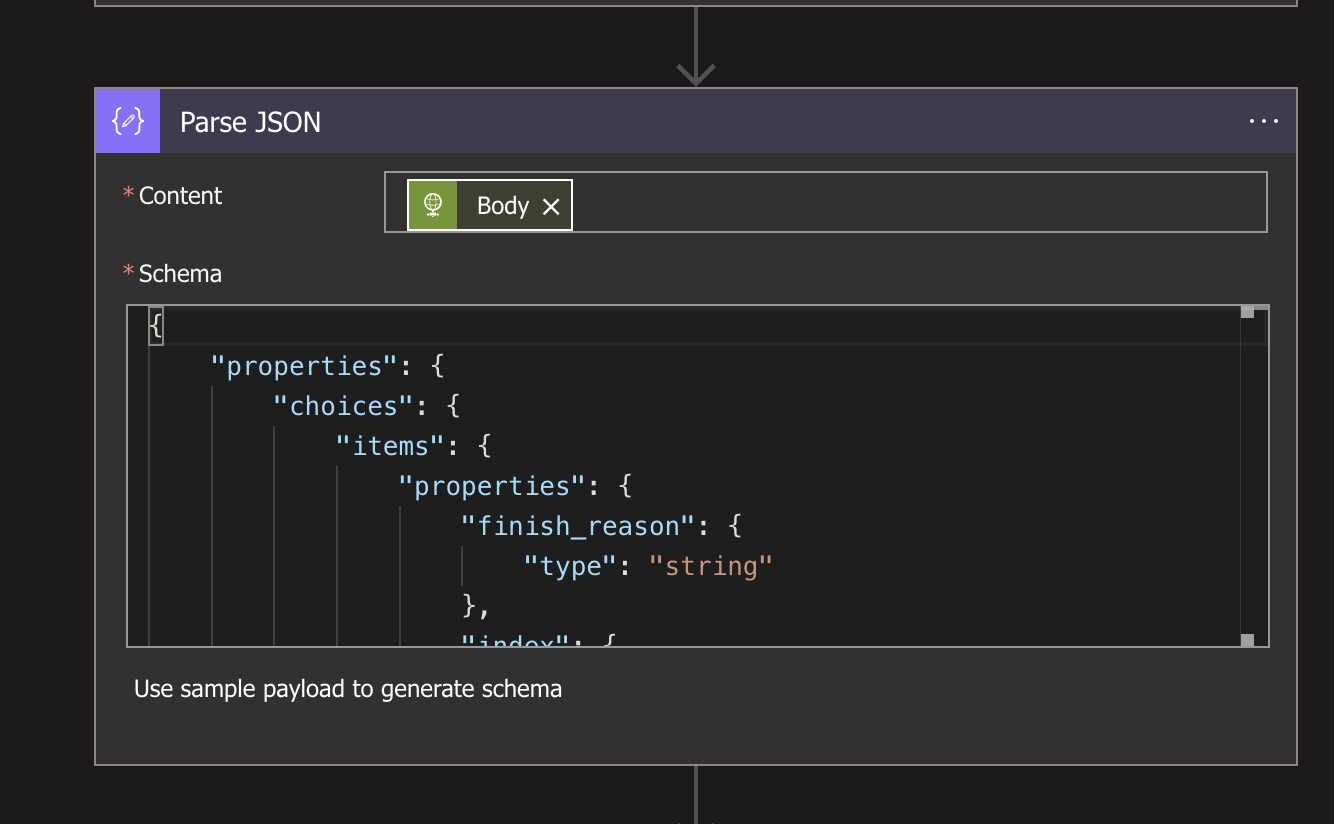 Parse JSON
* Content
Body
* Schema
{
"properties": {
"choices": {
"items": {
"properties": {
"finish_reason": {
"type": "string"
},
"index": {
Use sample payload to generate schema